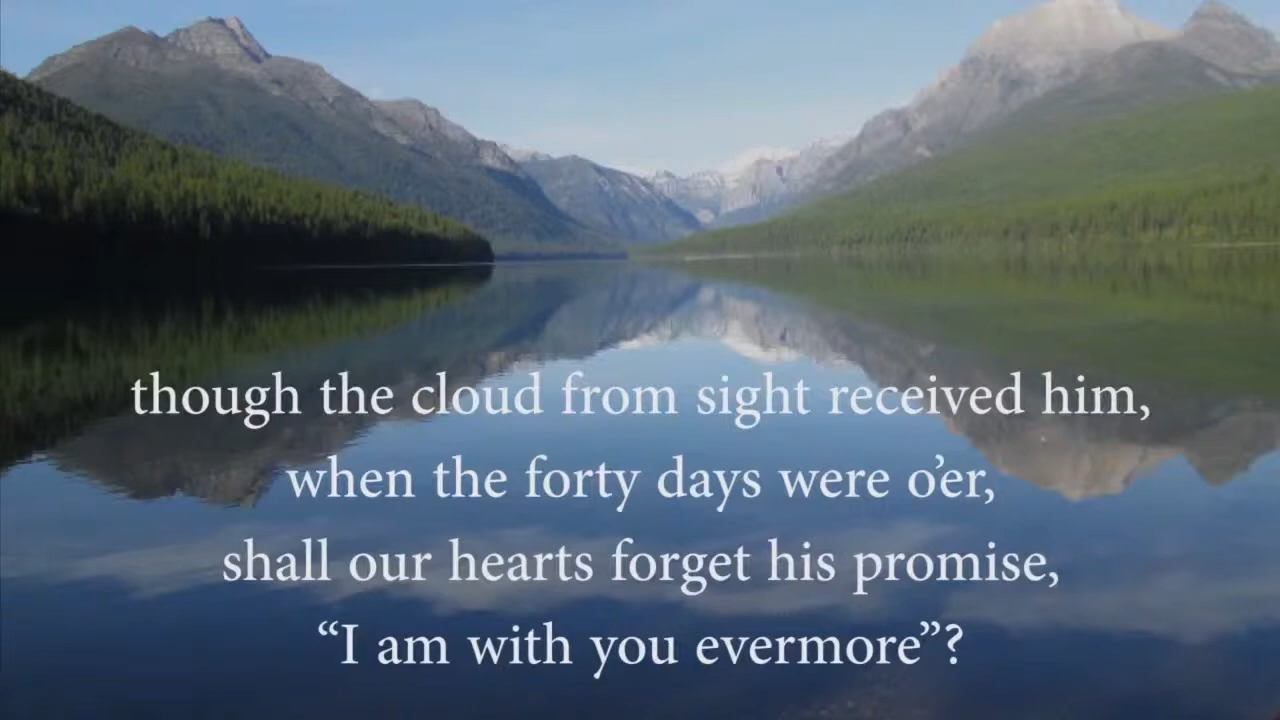 though the cloud from sight received him,
when the forty days were o’er,
shall our hearts forget his promise,
“I am with you evermore”?